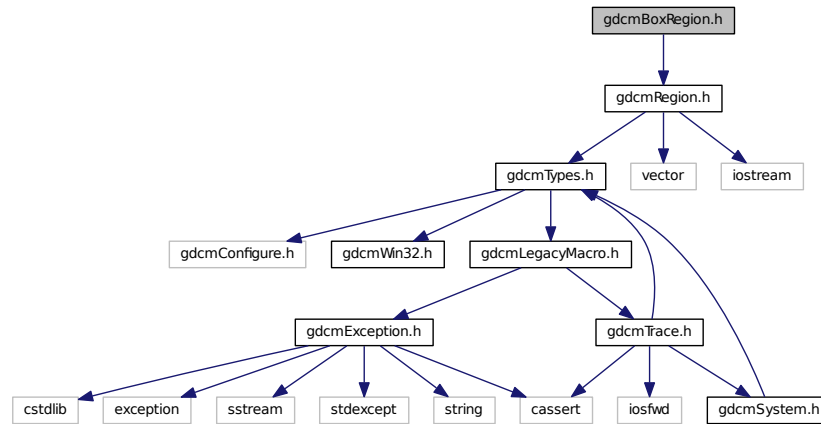 gdcmBoxRegion.h
gdcmRegion.h
gdcmTypes.h
vector
iostream
gdcmConfigure.h
gdcmWin32.h
gdcmLegacyMacro.h
gdcmException.h
gdcmTrace.h
cstdlib
exception
sstream
stdexcept
string
cassert
iosfwd
gdcmSystem.h